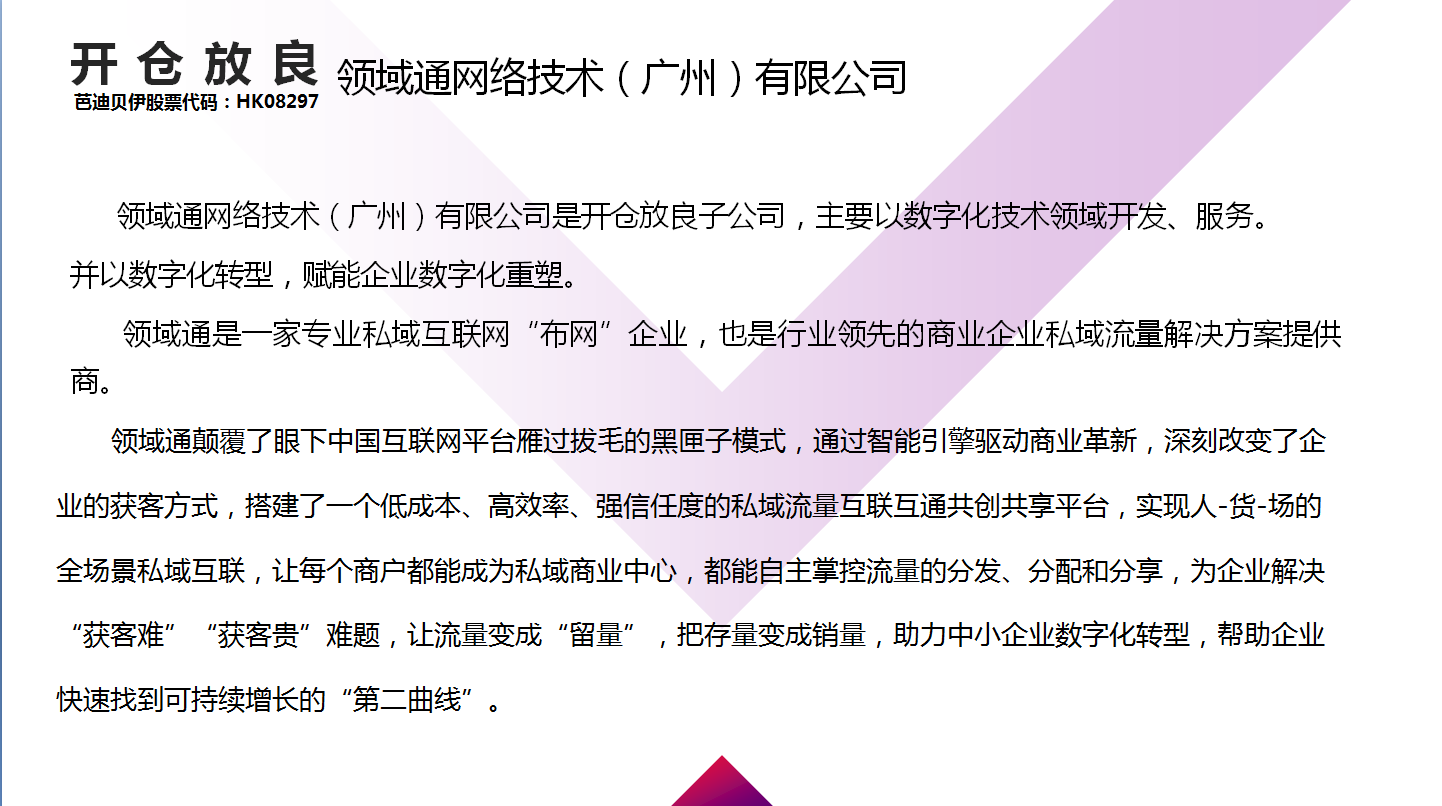 开仓放良
芭迪贝伊股票代码：HK08297
领域通网络技术（广州）有限公司
领域通网络技术（广州）有限公司是开仓放良子公司，主要以数字化技术领域开发、服务。
并以数字化转型，赋能企业数字化重塑。
领域通是一家专业私域互联网“布网”企业，也是行业领先的商业企业私域流量解决方案提供
商。
领域通颠覆了眼下中国互联网平台雁过拔毛的黑匣子模式，通过智能引擎驱动商业革新，深刻改变了企
业的获客方式，搭建了一个低成本、高效率、强信任度的私域流量互联互通共创共享平台，实现人-货-场的
全场景私域互联，让每个商户都能成为私域商业中心，都能自主掌控流量的分发、分配和分享，为企业解决
“获客难”“获客贵”难题，让流量变成“留量”，把存量变成销量，助力中小企业数字化转型，帮助企业
快速找到可持续增长的“第二曲线”。